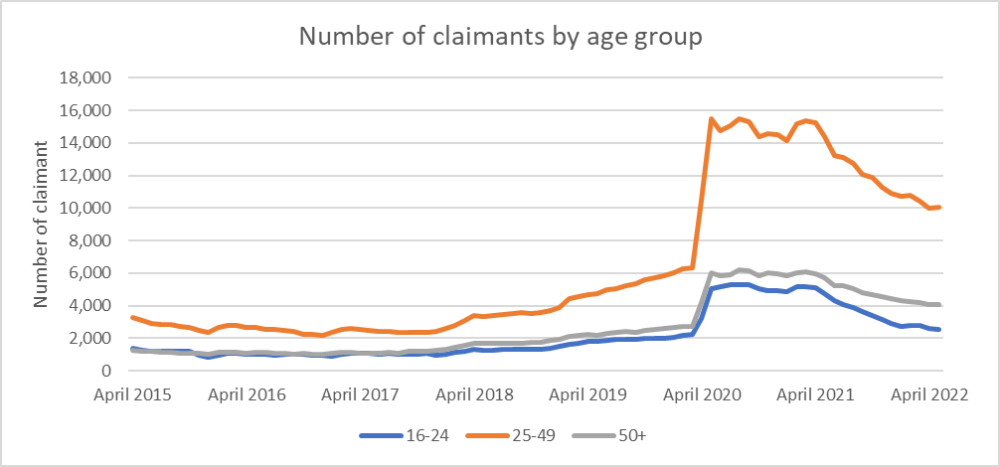 Number of claimants by age group
Number of claimant
18,000
16,000
14,000
12,000
10,000
8,000
6,000
4,000
2,000
0
April 2015 April 2016 April 2017 April 2018 April 2019 April 2020 April 2021 April 2022
16-24 25-49 50+